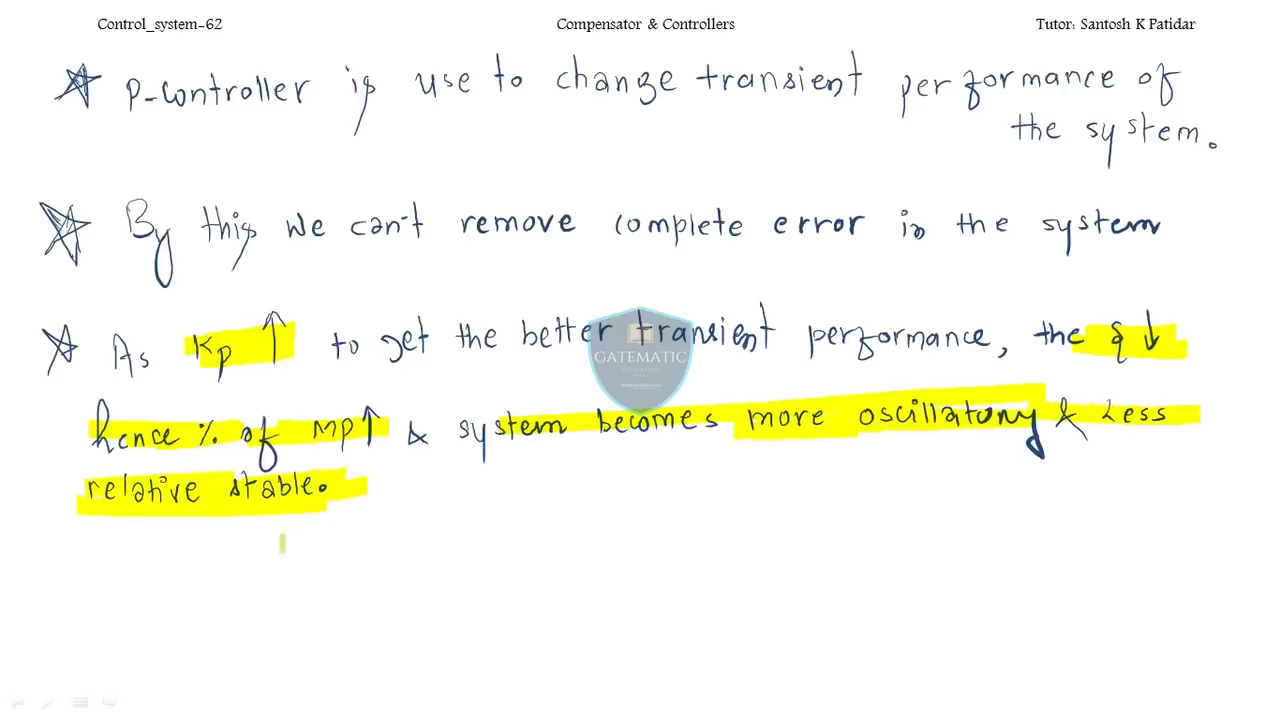 Control_system-62 Compensator & Controllers Tutor: Santosh K Patidar
P-controller is use to change transient performance of
the system.
By this we can't remove complete error in the system
As Kp ↑ to get the better transient performance, the ξ ↓
hence % of MP↑ & system becomes more oscillatory & Less
relative stable.
GATEMATIC
EDUCATION